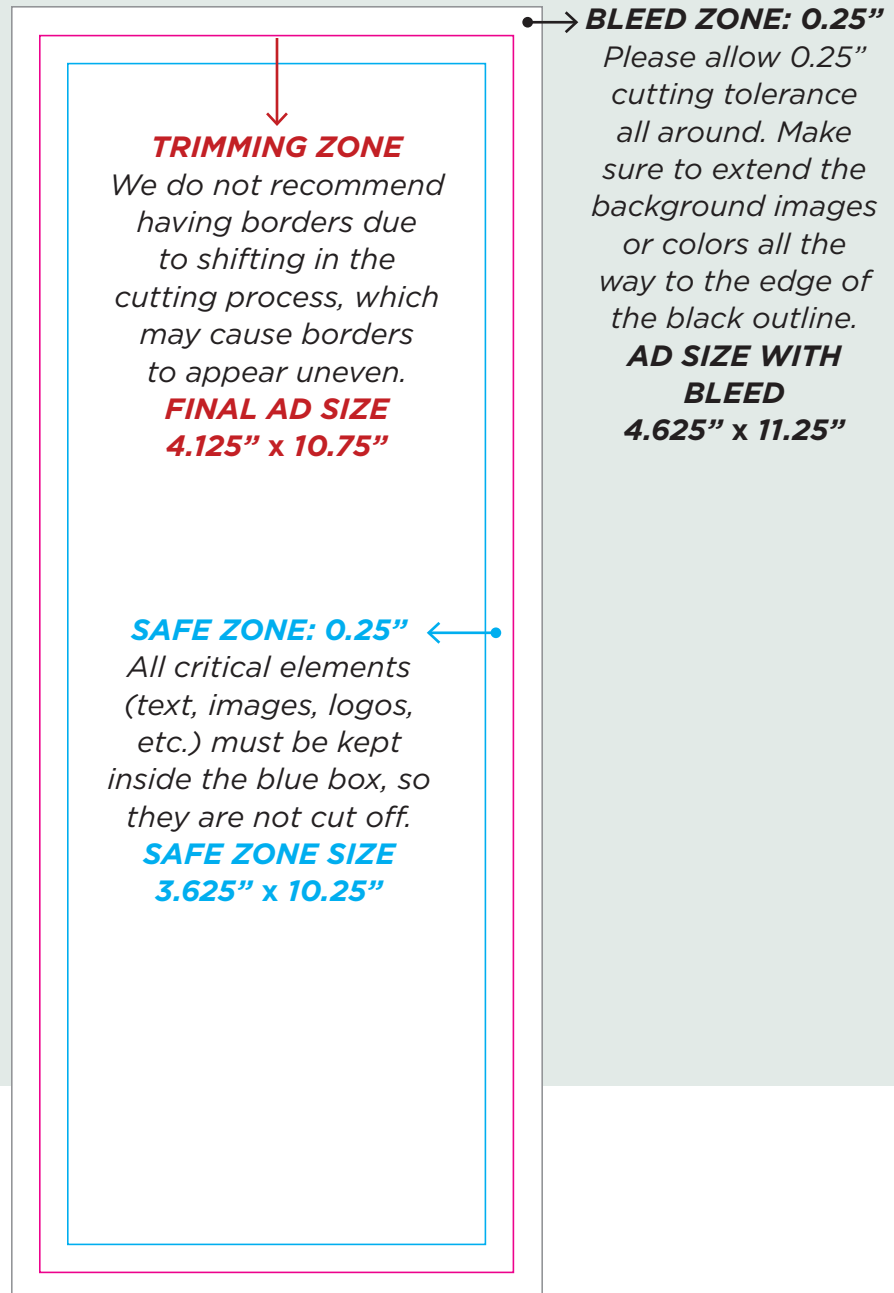 TRIMMING ZONE
We do not recommend
having borders due
to shifting in the
cutting process, which
may cause borders
to appear uneven.
FINAL AD SIZE
4.125” x 10.75”
SAFE ZONE: 0.25”
All critical elements
(text, images, logos,
etc.) must be kept
inside the blue box, so
they are not cut off.
SAFE ZONE SIZE
3.625” x 10.25”
BLEED ZONE: 0.25”
Please allow 0.25”
cutting tolerance
all around. Make
sure to extend the
background images
or colors all the
way to the edge of
the black outline.
AD SIZE WITH
BLEED
4.625” x 11.25”